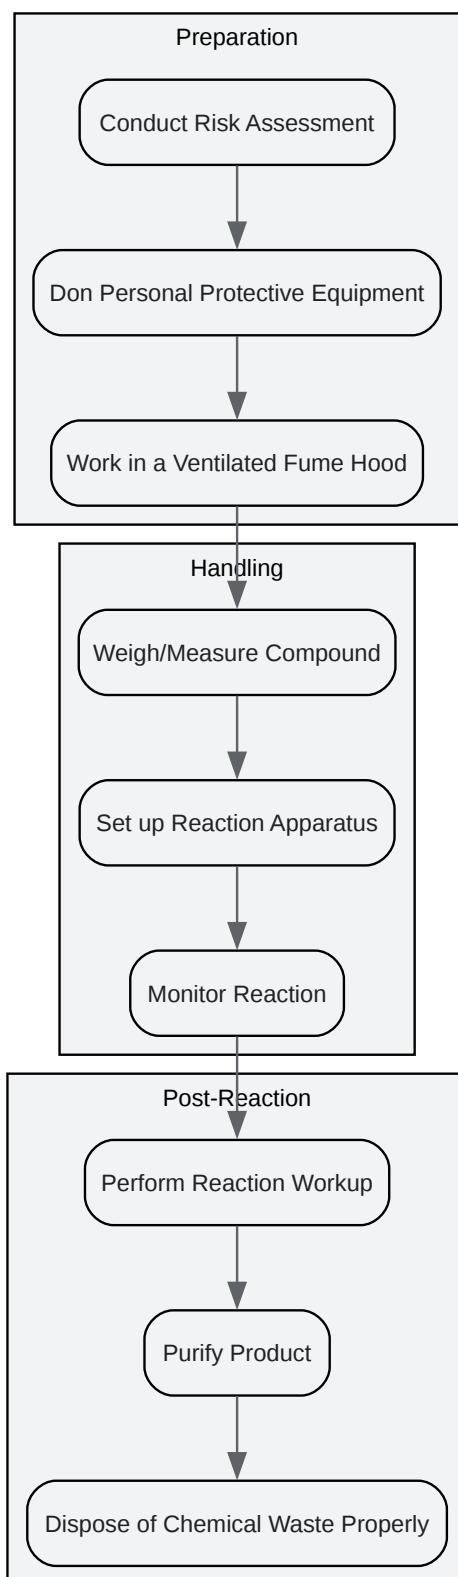 Preparation
Conduct Risk Assessment
Don Personal Protective Equipment
Work in a Ventilated Fume Hood
Handling
Weigh/Measure Compound
Set up Reaction Apparatus
Monitor Reaction
Post-Reaction
Perform Reaction Workup
Purify Product
Dispose of Chemical Waste Properly